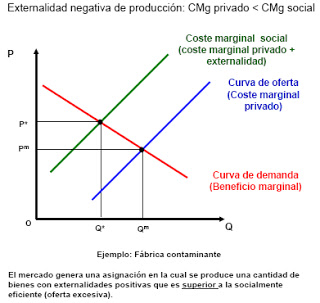 Externalidad negativa de producción: CMg privado < CMg social
P
Coste marginal social
(coste marginal privado +
externalidad)
Curva de oferta
(Coste marginal
privado)
P*
Pᵐ
Curva de demanda
(Beneficio marginal)
O
Q*
Qᵐ
Q
Ejemplo: Fábrica contaminante
El mercado genera una asignación en la cual se produce una cantidad de
bienes con externalidades positivas que es superior a la socialmente
eficiente (oferta excesiva).